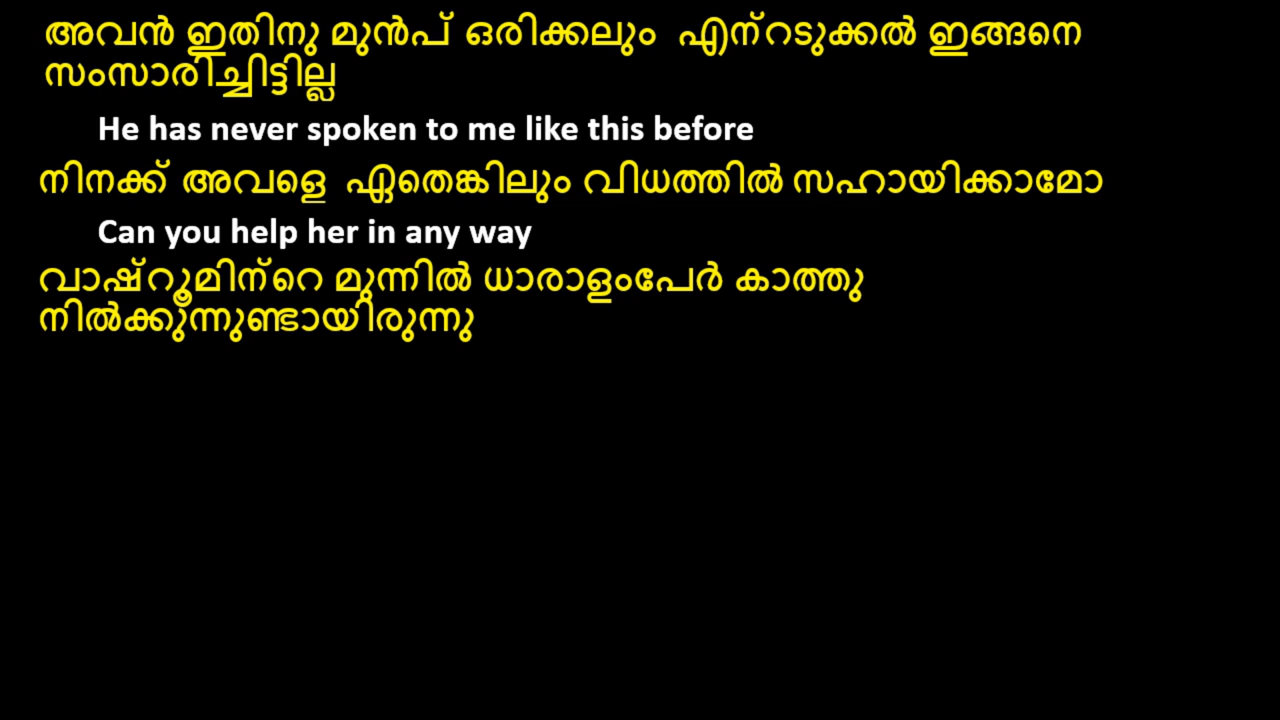 അവൻ ഇതിനു മുൻപ് ഒരിക്കലും എന്റടുക്കൽ ഇങ്ങനെ
സംസാരിച്ചിട്ടില്ല
He has never spoken to me like this before
നിനക്ക് അവളെ ഏതെങ്കിലും വിധത്തിൽ സഹായിക്കാമോ
Can you help her in any way
വാഷ്റൂമിന്റെ മുന്നിൽ ധാരാളംപേർ കാത്തു
നിൽക്കുന്നുണ്ടായിരുന്നു